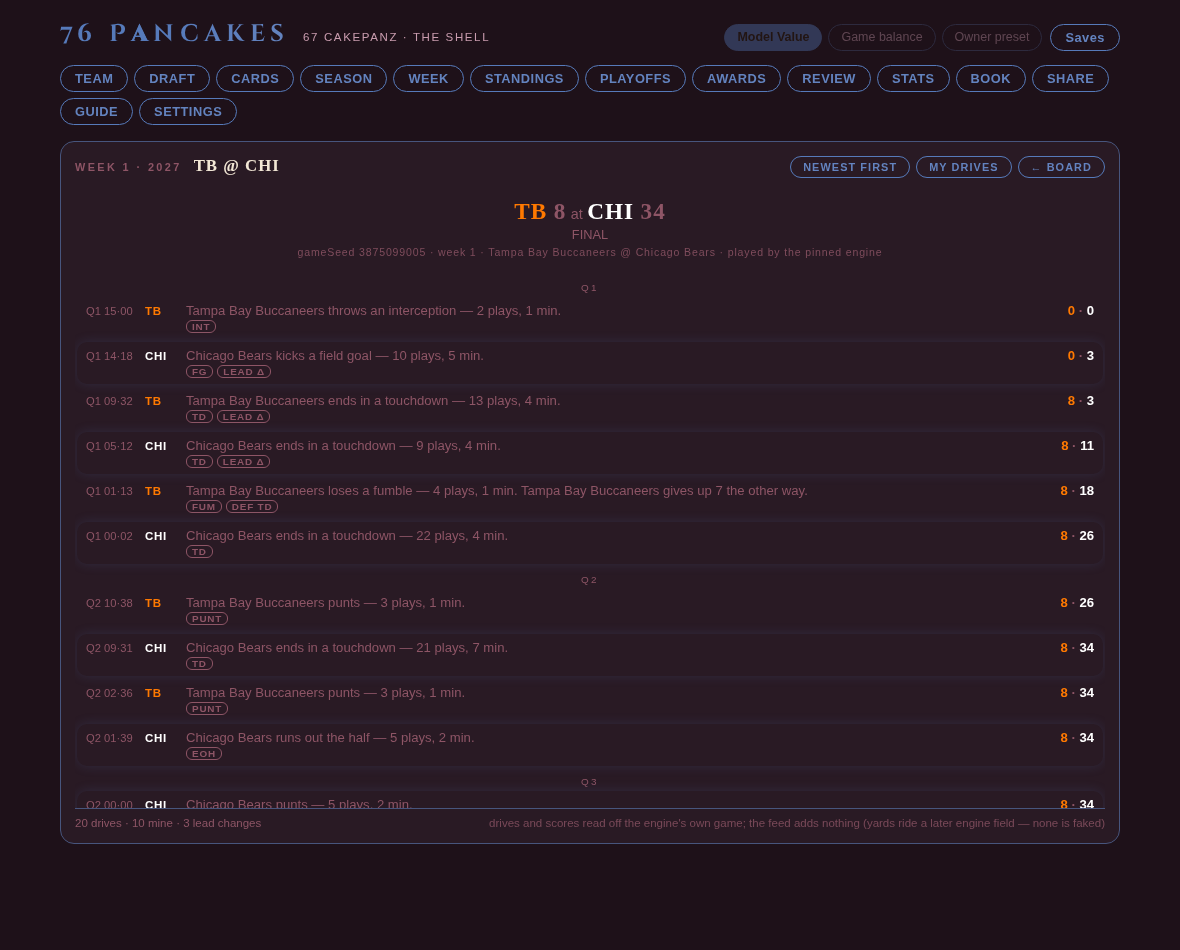 76 PANCAKES 67 CAKEPANZ · THE SHELL Model Value Game balance Owner preset Saves
TEAM DRAFT CARDS SEASON WEEK STANDINGS PLAYOFFS AWARDS REVIEW STATS BOOK SHARE
GUIDE SETTINGS
WEEK 1 · 2027 TB @ CHI NEWEST FIRST MY DRIVES ← BOARD
TB 8 at CHI 34
FINAL
gameSeed 3875099005 · week 1 · Tampa Bay Buccaneers @ Chicago Bears · played by the pinned engine
Q1
Q1 15·00 TB Tampa Bay Buccaneers throws an interception — 2 plays, 1 min. 0 · 0
INT
Q1 14·18 CHI Chicago Bears kicks a field goal — 10 plays, 5 min. 0 · 3
FG LEAD Δ
Q1 09·32 TB Tampa Bay Buccaneers ends in a touchdown — 13 plays, 4 min. 8 · 3
TD LEAD Δ
Q1 05·12 CHI Chicago Bears ends in a touchdown — 9 plays, 4 min. 8 · 11
TD LEAD Δ
Q1 01·13 TB Tampa Bay Buccaneers loses a fumble — 4 plays, 1 min. Tampa Bay Buccaneers gives up 7 the other way. 8 · 18
FUM DEF TD
Q1 00·02 CHI Chicago Bears ends in a touchdown — 22 plays, 4 min. 8 · 26
TD
Q2
Q2 10·38 TB Tampa Bay Buccaneers punts — 3 plays, 1 min. 8 · 26
PUNT
Q2 09·31 CHI Chicago Bears ends in a touchdown — 21 plays, 7 min. 8 · 34
TD
Q2 02·36 TB Tampa Bay Buccaneers punts — 3 plays, 1 min. 8 · 34
PUNT
Q2 01·39 CHI Chicago Bears runs out the half — 5 plays, 2 min. 8 · 34
EOH
Q3
Q2 00·00 CHI Chicago Bears punts — 5 plays, 2 min. 8 · 34
20 drives · 10 mine · 3 lead changes drives and scores read off the engine's own game; the feed adds nothing (yards ride a later engine field — none is faked)